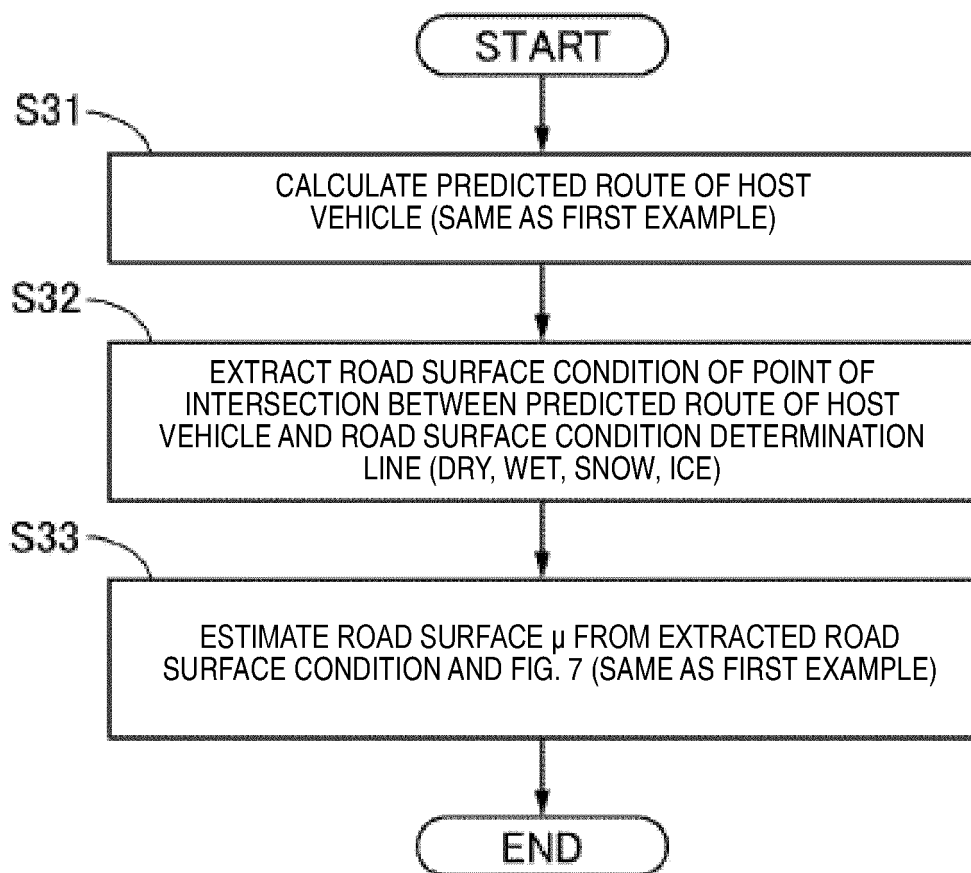 START
S31
CALCULATE PREDICTED ROUTE OF HOST
VEHICLE (SAME AS FIRST EXAMPLE)
S32
EXTRACT ROAD SURFACE CONDITION OF POINT OF
INTERSECTION BETWEEN PREDICTED ROUTE OF HOST
VEHICLE AND ROAD SURFACE CONDITION DETERMINATION
LINE (DRY, WET, SNOW, ICE)
S33
ESTIMATE ROAD SURFACE µ FROM EXTRACTED ROAD
SURFACE CONDITION AND FIG. 7 (SAME AS FIRST EXAMPLE)
END